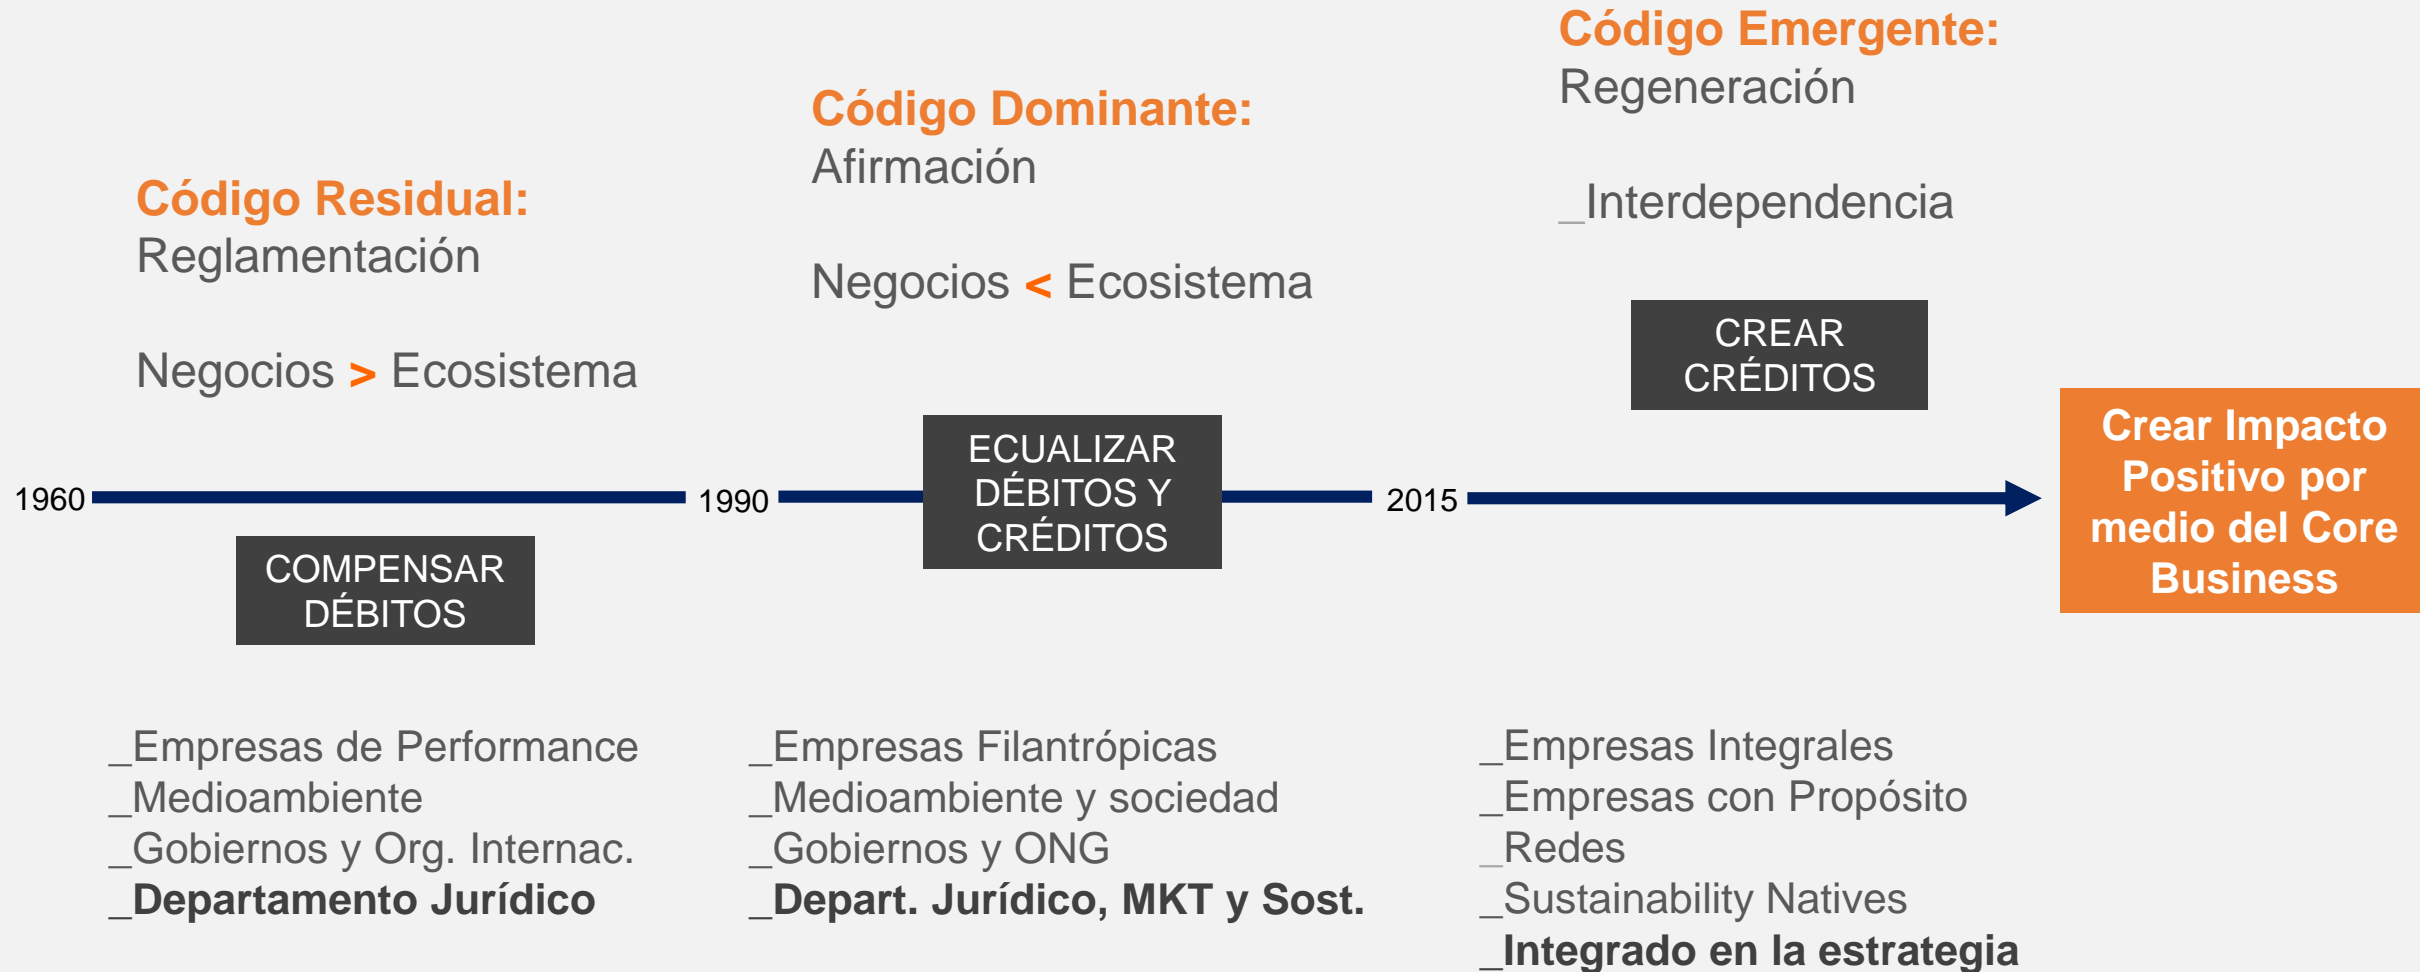 Código Residual:
Reglamentación
Negocios > Ecosistema
Código Dominante:
Afirmación
Negocios < Ecosistema
Código Emergente:
Regeneración
_Interdependencia
1960
COMPENSAR
DÉBITOS
1990
ECUALIZAR
DÉBITOS Y
CRÉDITOS
2015
CREAR
CRÉDITOS
Crear Impacto
Positivo por
medio del Core
Business
_Empresas de Performance
_Medioambiente
_Gobiernos y Org. Internac.
_Departamento Jurídico
_Empresas Filantrópicas
_Medioambiente y sociedad
_Gobiernos y ONG
_Depart. Jurídico, MKT y Sost.
_Empresas Integrales
_Empresas con Propósito
_Redes
_Sustainability Natives
_Integrado en la estrategia